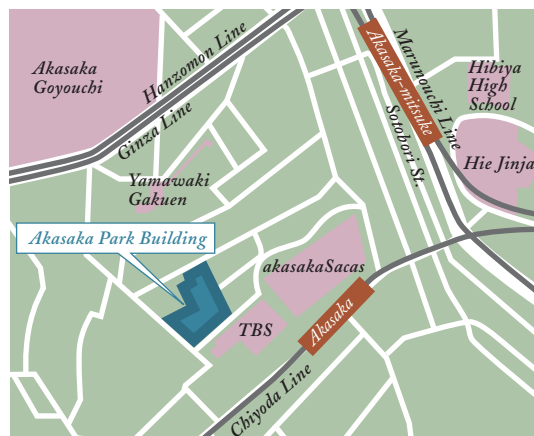 Akasaka
Goyouchi
Hanzomon Line
Ginza Line
Marunouchi Line
Akasaka-mitsuke
Sotobori St.
Hibiya
High
School
Hie Jinja
Yamawaki
Gakuen
Akasaka Park Building
akasakaSacas
TBS
Akasaka
Chiyoda Line